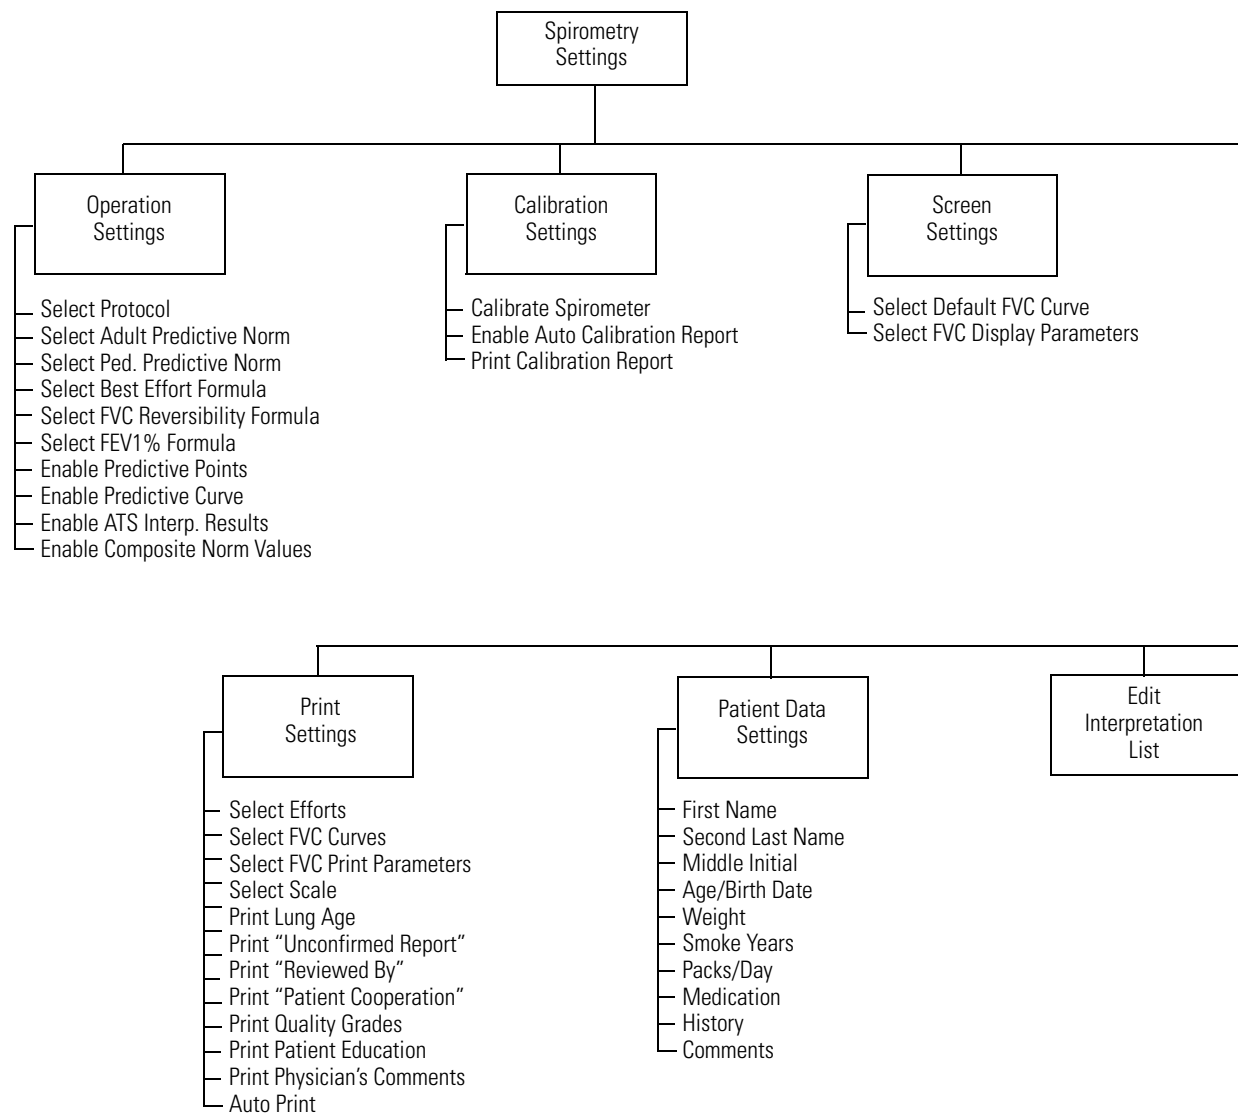 Spirometry
Settings
Operation
Settings
Select Protocol
Select Adult Predictive Norm
Select Ped. Predictive Norm
Select Best Effort Formula
Select FVC Reversibility Formula
Select FEV1% Formula
Enable Predictive Points
Enable Predictive Curve
Enable ATS Interp. Results
Enable Composite Norm Values
Calibration
Settings
Calibrate Spirometer
Enable Auto Calibration Report
Print Calibration Report
Screen
Settings
Select Default FVC Curve
Select FVC Display Parameters
Print
Settings
Select Efforts
Select FVC Curves
Select FVC Print Parameters
Select Scale
Print Lung Age
Print “Unconfirmed Report”
Print “Reviewed By”
Print “Patient Cooperation”
Print Quality Grades
Print Patient Education
Print Physician’s Comments
Auto Print
Patient Data
Settings
First Name
Second Last Name
Middle Initial
Age/Birth Date
Weight
Smoke Years
Packs/Day
Medication
History
Comments
Edit
Interpretation
List